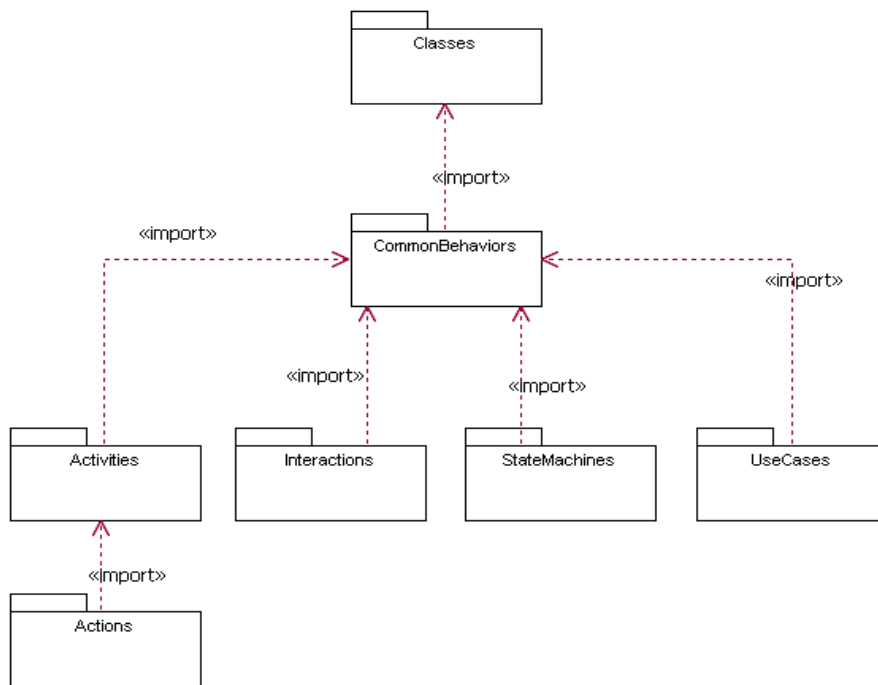 Classes
«import»
«import»
CommonBehaviors
«import»
«import»
«import»
Activities
Interactions
StateMachines
UseCases
«import»
Actions